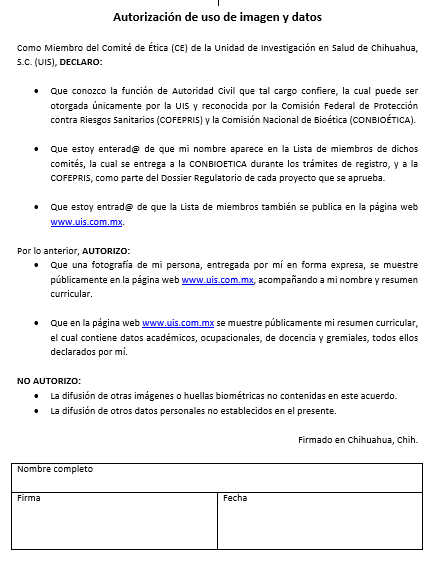 Autorización de uso de imagen y datos
Como Miembro del Comité de Ética (CE) de la Unidad de Investigación en Salud de Chihuahua,
S.C. (UIS), DECLARO:
• Que conozco la función de Autoridad Civil que tal cargo confiere, la cual puede ser
otorgada únicamente por la UIS y reconocida por la Comisión Federal de Protección
contra Riesgos Sanitarios (COFEPRIS) y la Comisión Nacional de Bioética (CONBIOÉTICA).
• Que estoy enterad@ de que mi nombre aparece en la Lista de miembros de dichos
comités, la cual se entrega a la CONBIOETICA durante los trámites de registro, y a la
COFEPRIS, como parte del Dossier Regulatorio de cada proyecto que se aprueba.
• Que estoy entrad@ de que la Lista de miembros también se publica en la página web
www.uis.com.mx.
Por lo anterior, AUTORIZO:
• Que una fotografía de mi persona, entregada por mí en forma expresa, se muestre
públicamente en la página web www.uis.com.mx, acompañando a mi nombre y resumen
curricular.
• Que en la página web www.uis.com.mx se muestre públicamente mi resumen curricular,
el cual contiene datos académicos, ocupacionales, de docencia y gremiales, todos ellos
declarados por mí.
NO AUTORIZO:
• La difusión de otras imágenes o huellas biométricas no contenidas en este acuerdo.
• La difusión de otros datos personales no establecidos en el presente.
Firmado en Chihuahua, Chih.
Nombre completo
Firma
Fecha